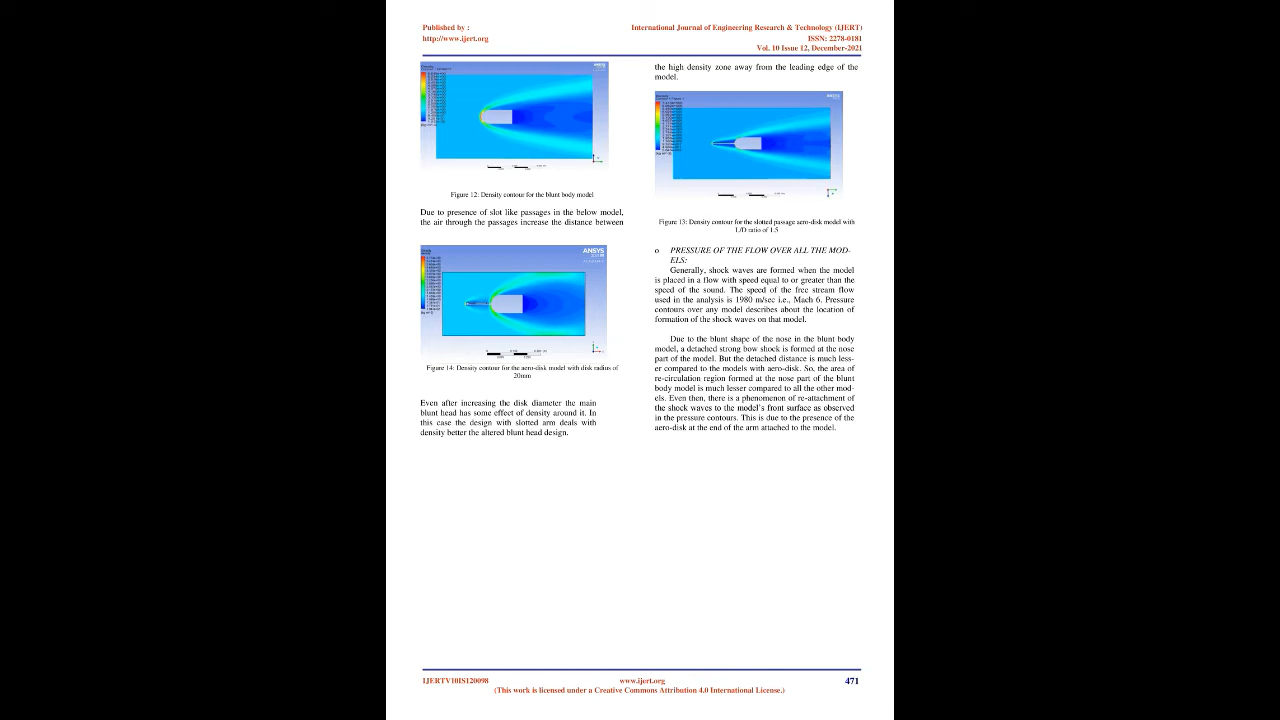 Published by :
http://www.ijert.org
International Journal of Engineering Research & Technology (IJERT)
ISSN: 2278-0181
Vol. 10 Issue 12, December-2021
Figure 12: Density contour for the blunt body model
Due to presence of slot like passages in the below model,
the air through the passages increase the distance between
ANSYS
Figure 14: Density contour for the aero-disk model with disk radius of
20mm
Even after increasing the disk diameter the main
blunt head has some effect of density around it. In
this case the design with slotted arm deals with
density better the altered blunt head design.
the high density zone away from the leading edge of the
model.
Figure 13: Density contour for the slotted passage aero-disk model with
L/D ratio of 1.5
o PRESSURE OF THE FLOW OVER ALL THE MOD-
ELS:
Generally, shock waves are formed when the model
is placed in a flow with speed equal to or greater than the
speed of the sound. The speed of the free stream flow
used in the analysis is 1980 m/sec i.e., Mach 6. Pressure
contours over any model describes about the location of
formation of the shock waves on that model.
Due to the blunt shape of the nose in the blunt body
model, a detached strong bow shock is formed at the nose
part of the model. But the detached distance is much less-
er compared to the models with aero-disk. So, the area of
re-circulation region formed at the nose part of the blunt
body model is much lesser compared to all the other mod-
els. Even then, there is a phenomenon of re-attachment of
the shock waves to the model's front surface as observed
in the pressure contours. This is due to the presence of the
aero-disk at the end of the arm attached to the model.
IJERTV10IS120098
www.ijert.org
471
(This work is licensed under a Creative Commons Attribution 4.0 International License.)